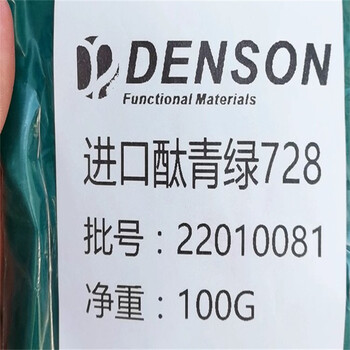 DENSON
Functional Materials
进口酞青绿728
批号：22010081
净重：100G